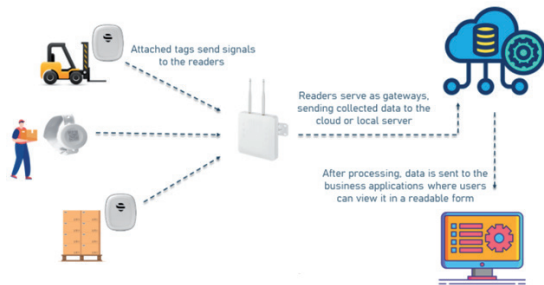 Attached tags send signals
to the readers
Readers serve as gateways,
sending collected data to the
cloud or local server
After processing, data is sent to the
business applications where users
can view it in a readable form